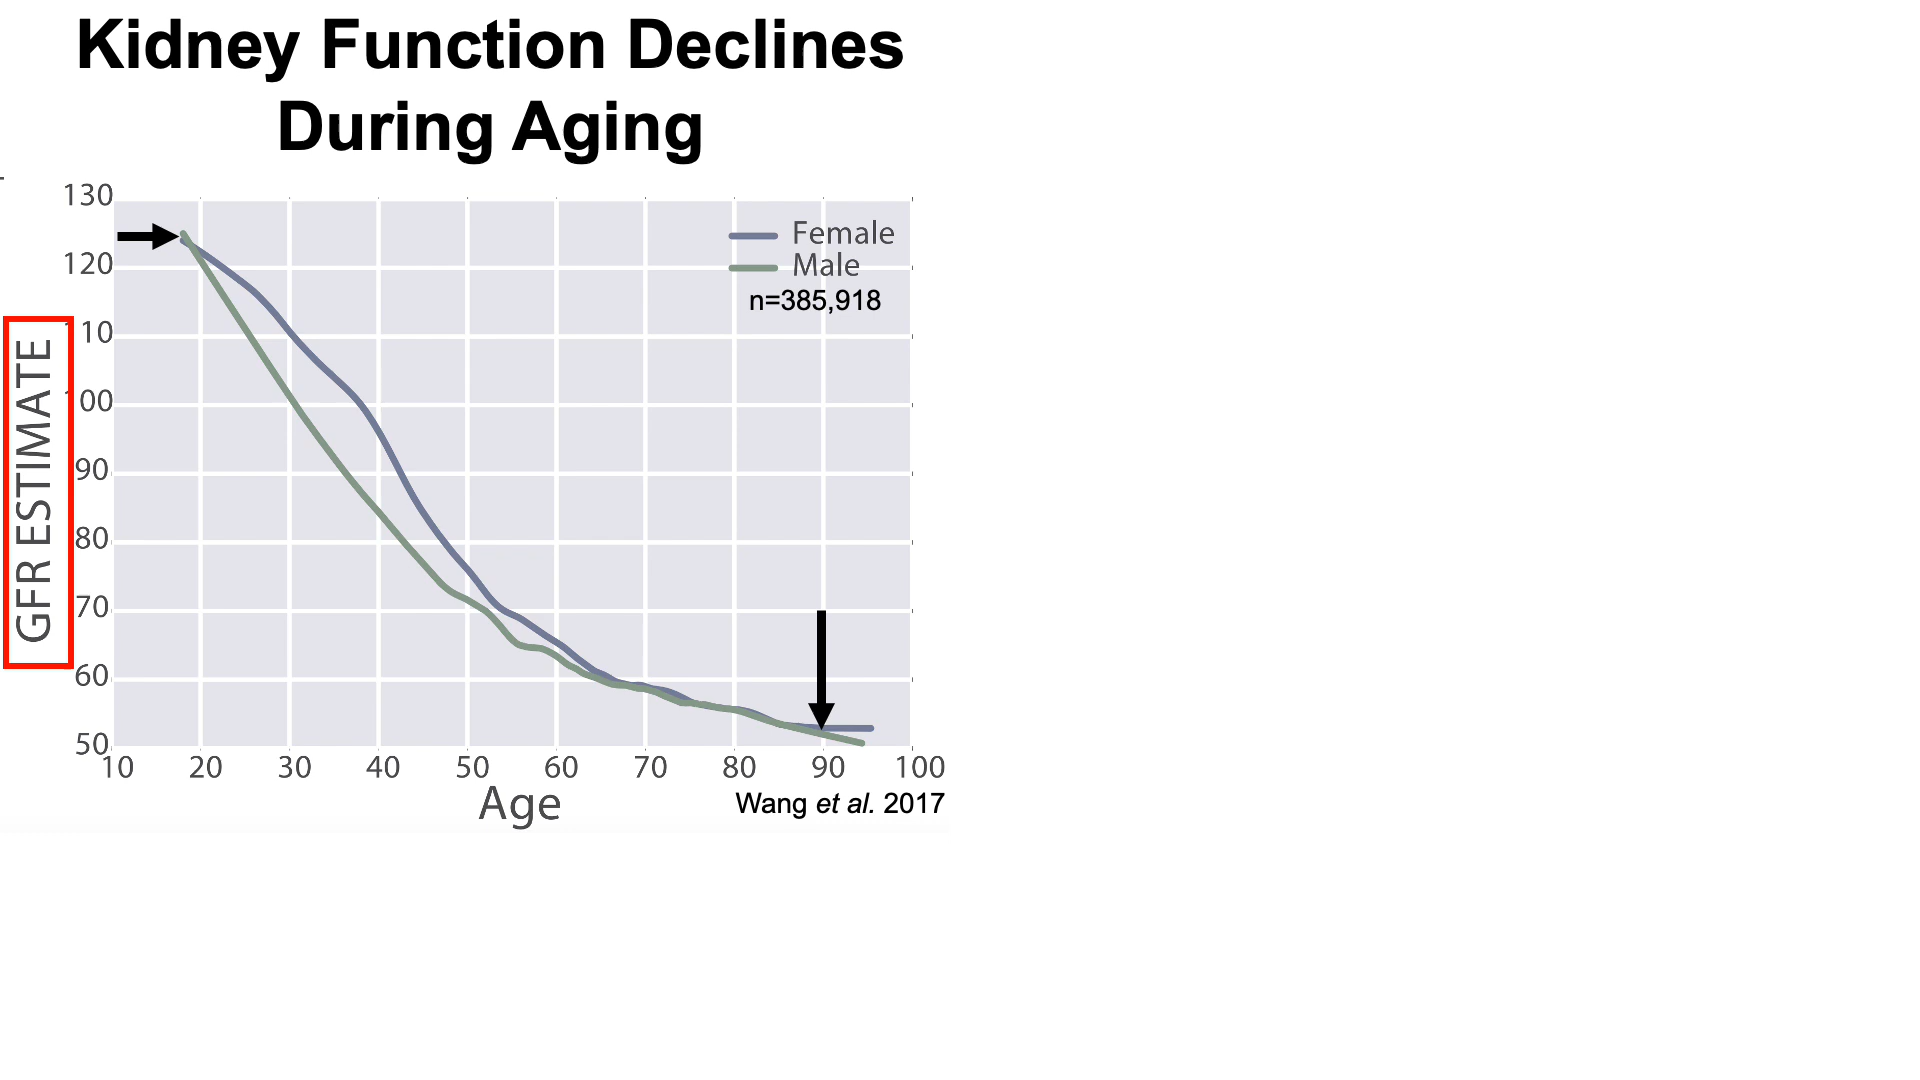 Kidney Function Declines
During Aging
130
120
110
100
90
80
70
60
50
GFR ESTIMATE
Female
Male
n=385,918
10 20 30 40 50 60 70 80 90 100
Age
Wang et al. 2017